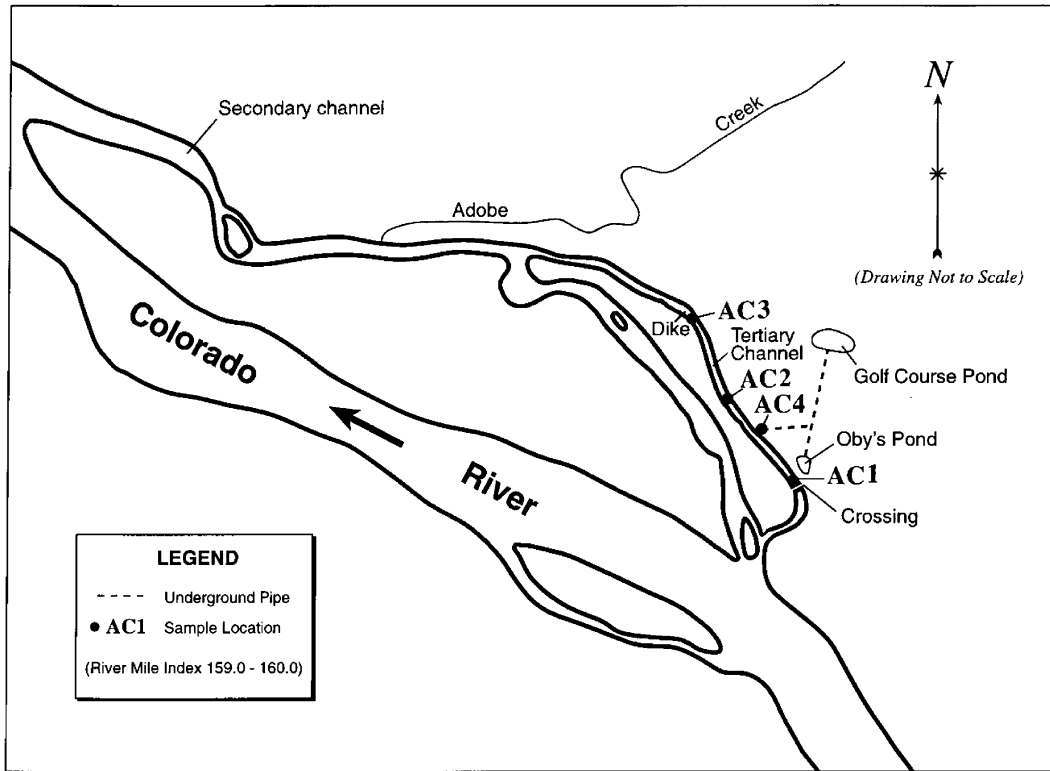 N
Secondary channel
Creek
Adobe
(Drawing Not to Scale)
Colorado
AC3
Dike
Tertiary
Channel
Golf Course Pond
AC2
AC4
Oby's Pond
River
AC1
Crossing
LEGEND
Underground Pipe
AC1 Sample Location
(River Mile Index 159.0 - 160.0)